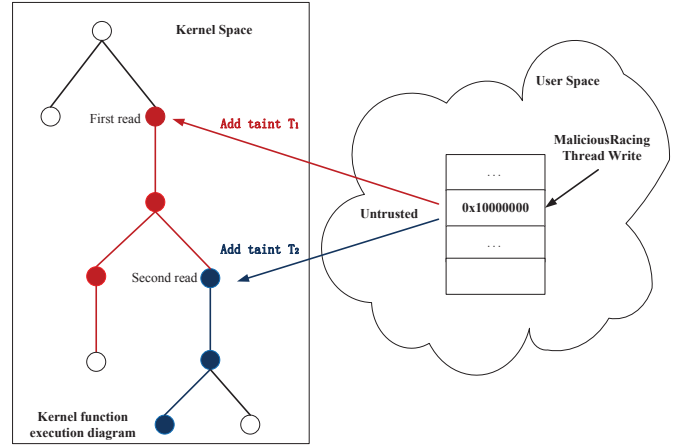 Kernel Space
User Space
First read
Add taint T₁
MaliciousRacing
Thread Write
...
0x10000000
Untrusted
...
Add taint T₂
Second read
Kernel function
execution diagram